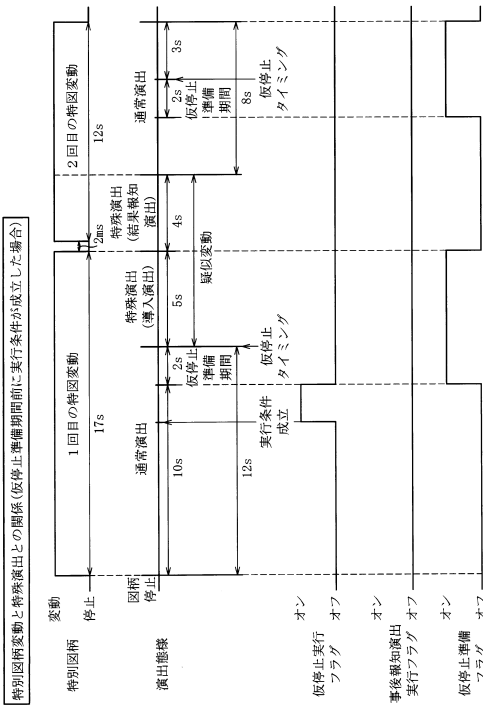 特別図柄変動と特殊演出との関係(仮停止準備期間前に実行条件が成立した場合)
特別図柄
変動
停止
1回目の特図変動
17s
2ms
2回目の特図変動
12s
演出態様
図柄
停止
通常演出
10s
2s
仮停止
準備
期間
12s
特殊演出
(導入演出)
5s
特殊演出
(結果報知
演出)
4s
疑似変動
通常演出
2s
仮停止
準備
期間
3s
8s
仮停止
タイミング
仮停止
タイミング
実行条件
成立
仮停止実行
フラグ
オン
オフ
事後報知演出
実行フラグ
オン
オフ
仮停止準備
フラグ
オン
オフ